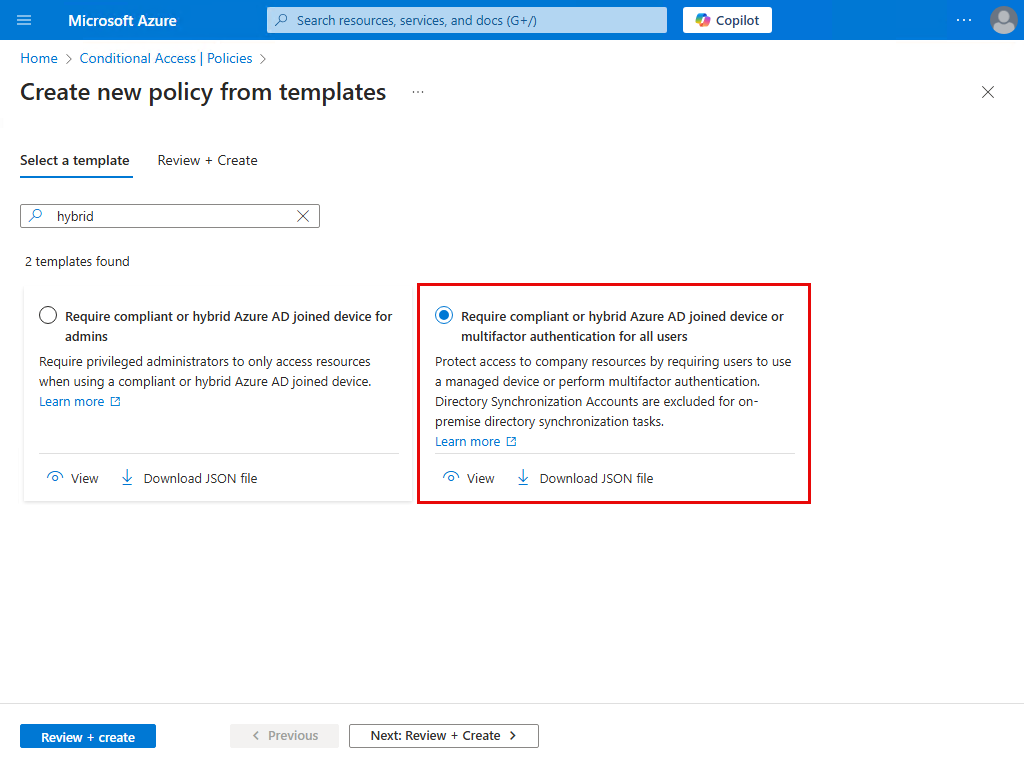 Microsoft Azure
Search resources, services, and docs (G+/)
Copilot
...
Home > Conditional Access | Policies >
Create new policy from templates ...
Select a template
Review + Create
hybrid
2 templates found
Require compliant or hybrid Azure AD joined device for
admins
Require privileged administrators to only access resources
when using a compliant or hybrid Azure AD joined device.
Learn more
View
Download JSON file
Require compliant or hybrid Azure AD joined device or
multifactor authentication for all users
Protect access to company resources by requiring users to use
a managed device or perform multifactor authentication.
Directory Synchronization Accounts are excluded for on-
premise directory synchronization tasks.
Learn more
View
Download JSON file
Review + create
< Previous
Next: Review + Create >